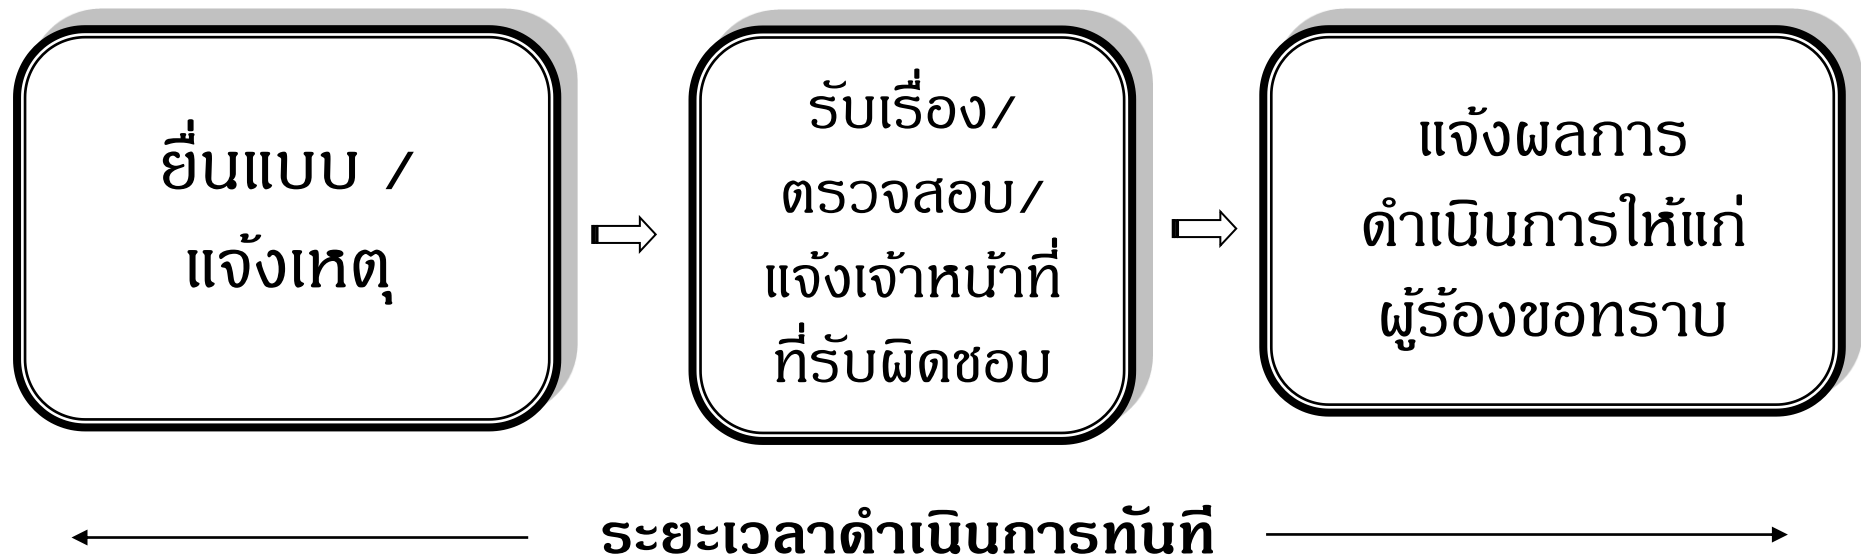 ยื่นแบบ /
แจ้งเหตุ
รับเรื่อง/
ตรวจสอบ/
แจ้งเจ้าหน้าที่
ที่รับผิดชอบ
แจ้งผลการ
ดำเนินการให้แก่
ผู้ร้องขอทราบ
ระยะเวลาดำเนินการทันที